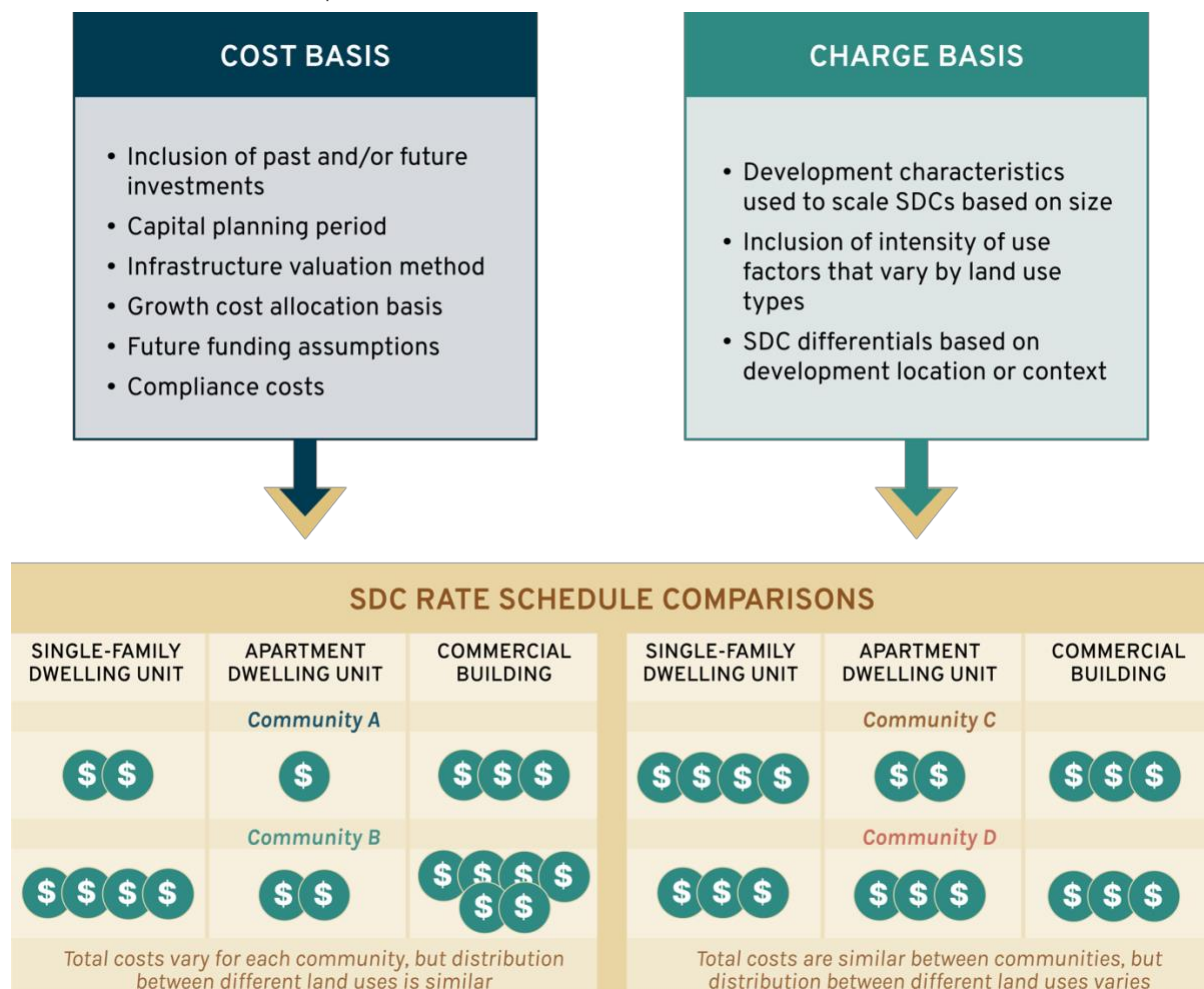 COST BASIS
• Inclusion of past and/or future
investments
• Capital planning period
• Infrastructure valuation method
• Growth cost allocation basis
• Future funding assumptions
• Compliance costs
CHARGE BASIS
• Development characteristics
used to scale SDCs based on size
• Inclusion of intensity of use
factors that vary by land use
types
• SDC differentials based on
development location or context
SDC RATE SCHEDULE COMPARISONS
SINGLE-FAMILY
DWELLING UNIT
APARTMENT
DWELLING UNIT
COMMERCIAL
BUILDING
Community A
$ $
$
$ $ $
Community B
$ $ $ $
$ $
$ $ $ $
$ $
Total costs vary for each community, but distribution
between different land uses is similar
SINGLE-FAMILY
DWELLING UNIT
APARTMENT
DWELLING UNIT
COMMERCIAL
BUILDING
Community C
$ $ $ $
$ $
$ $ $
Community D
$ $ $
$ $ $
$ $ $
Total costs are similar between communities, but
distribution between different land uses varies